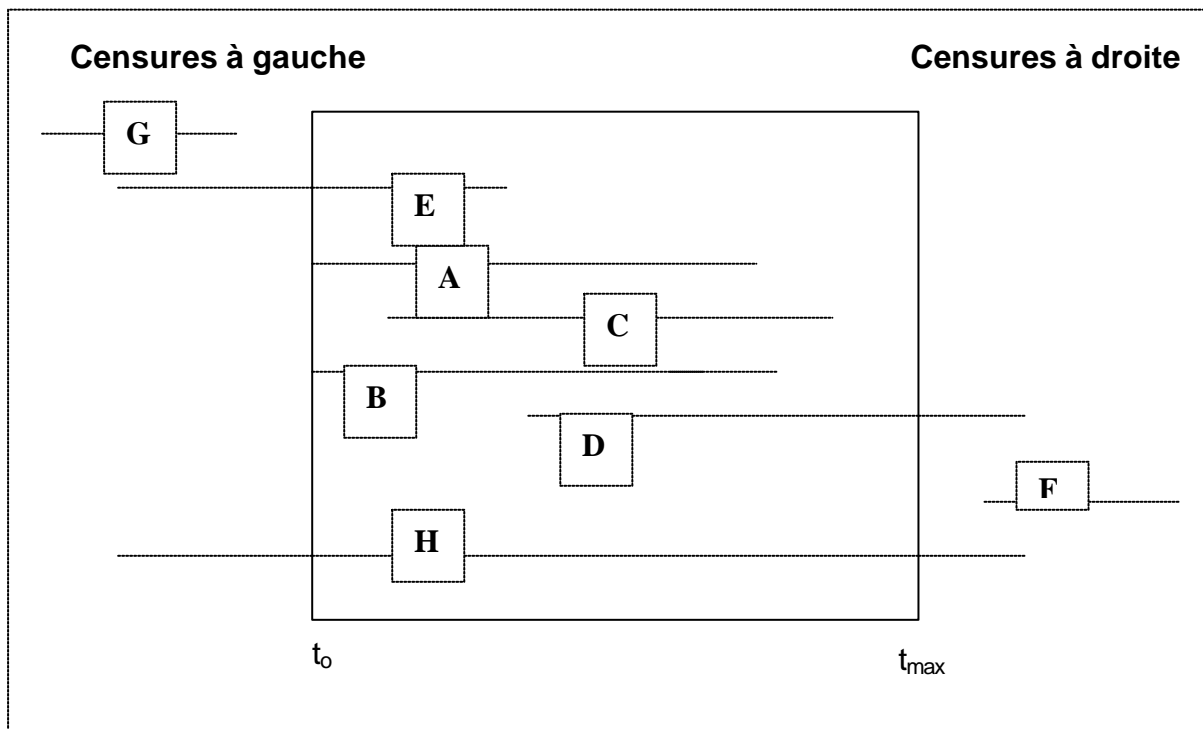 Censures à gauche
Censures à droite
G
E
A
C
B
D
F
H
to
tmax